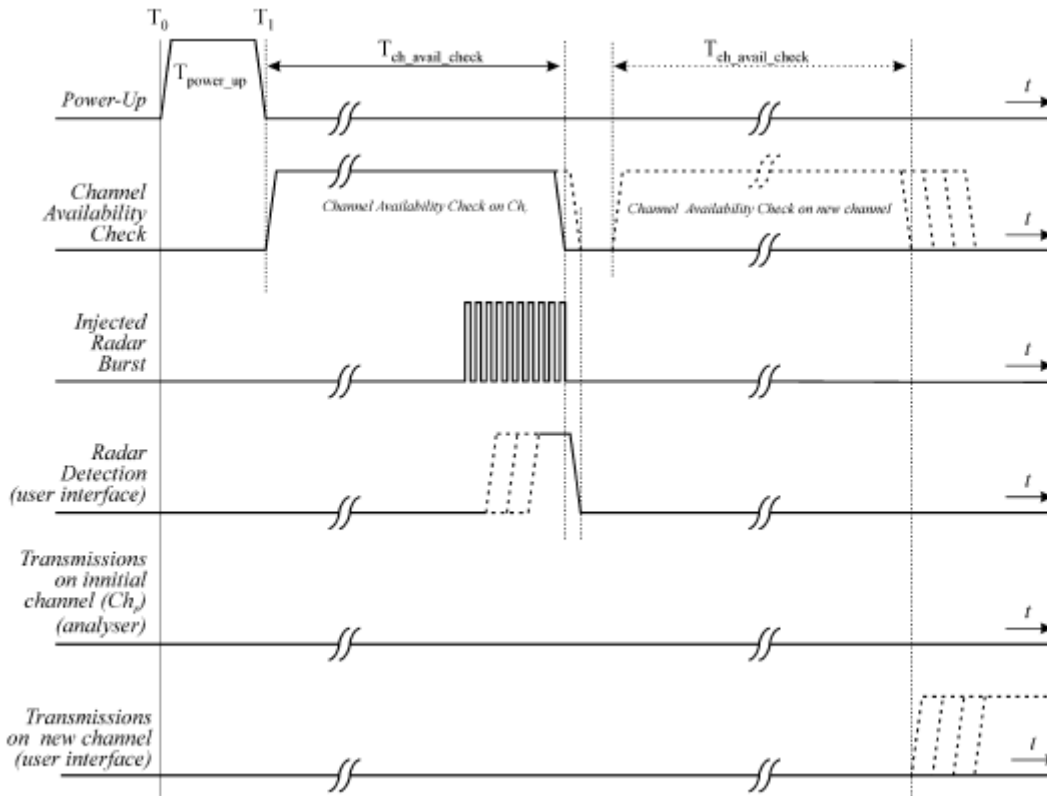 T0 T1
Tch_avail_check
Tch_avail_check
Tpower_up
Power-Up
t
Channel
Availability
Check
Channel Availability Check on Chr
Channel Availability Check on new channel
t
Injected
Radar
Burst
t
Radar
Detection
(user interface)
t
Transmissions
on innitial
channel (Chr)
(analyser)
t
Transmissions
on new channel
(user interface)
t